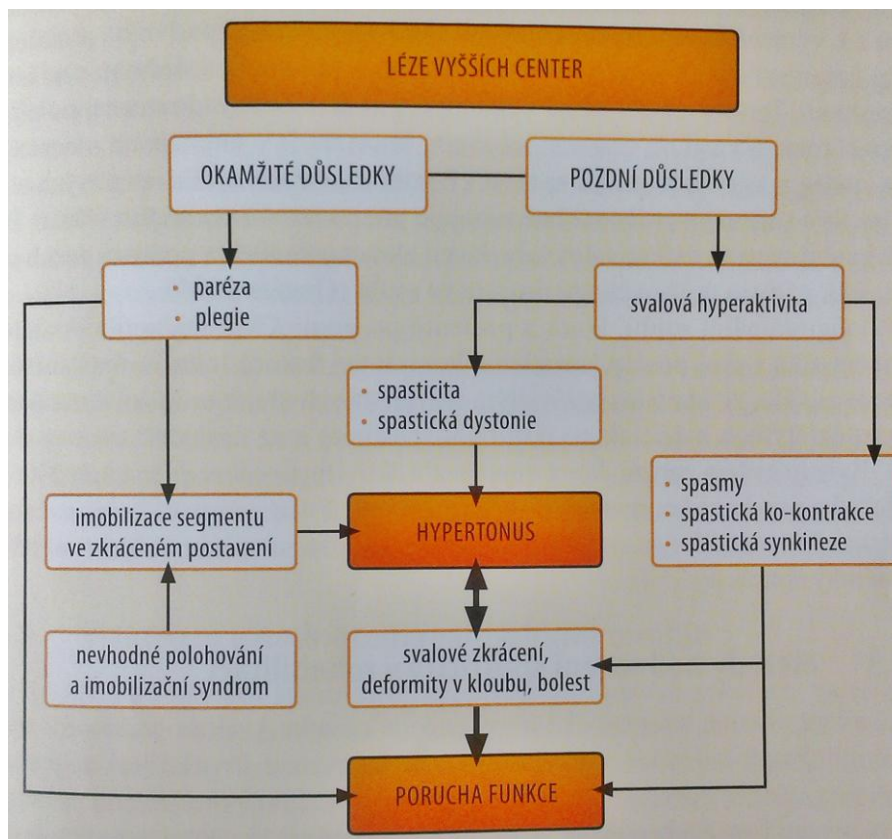 LÉZE VYŠŠÍCH CENTER
OKAMŽITÉ DŮSLEDKY
POZDNÍ DŮSLEDKY
• paréza
• plegie
svalová hyperaktivita
• spasticita
• spastická dystonie
• spasmy
• spastická ko-kontrakce
• spastická synkineze
imobilizace segmentu
ve zkráceném postavení
HYPERTONUS
nevhodné polohování
a imobilizační syndrom
svalové zkrácení,
deformity v kloubu, bolest
PORUCHA FUNKCE